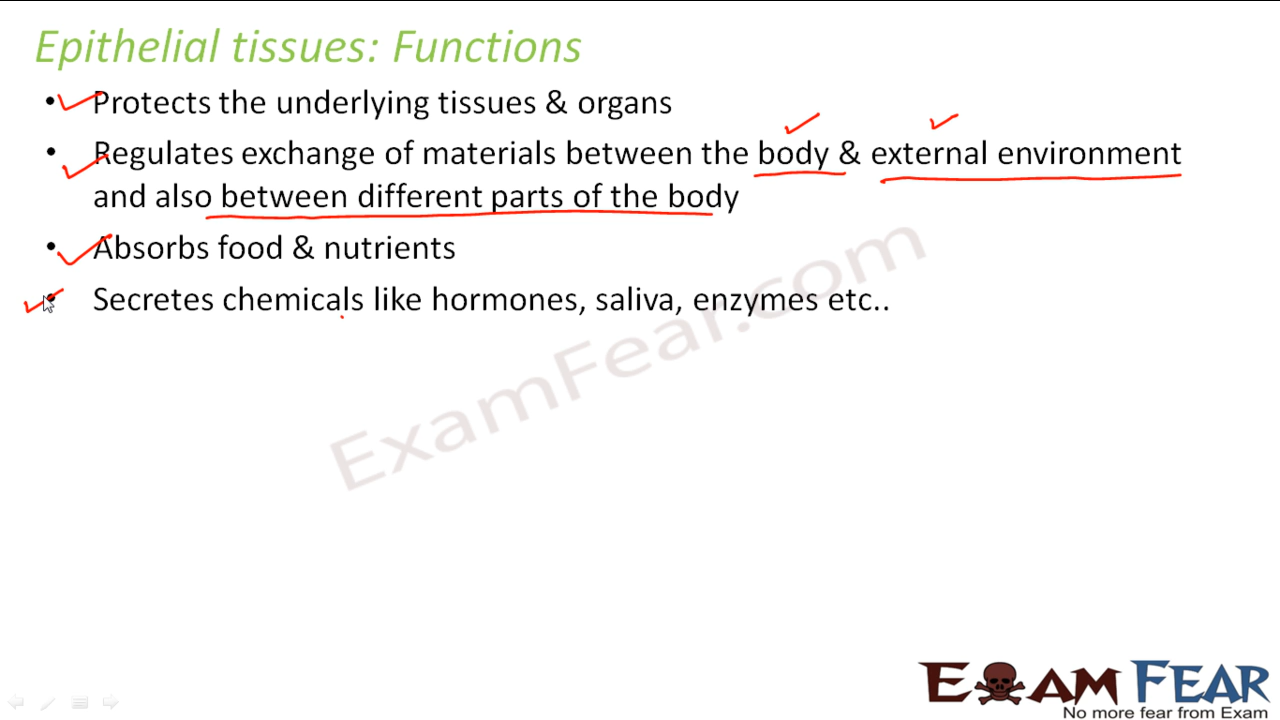 Epithelial tissues: Functions
• Protects the underlying tissues & organs
• Regulates exchange of materials between the body & external environment
and also between different parts of the body
• Absorbs food & nutrients
• Secretes chemicals like hormones, saliva, enzymes etc..
ExamFear.com
EXAM FEAR
No more fear from Exam